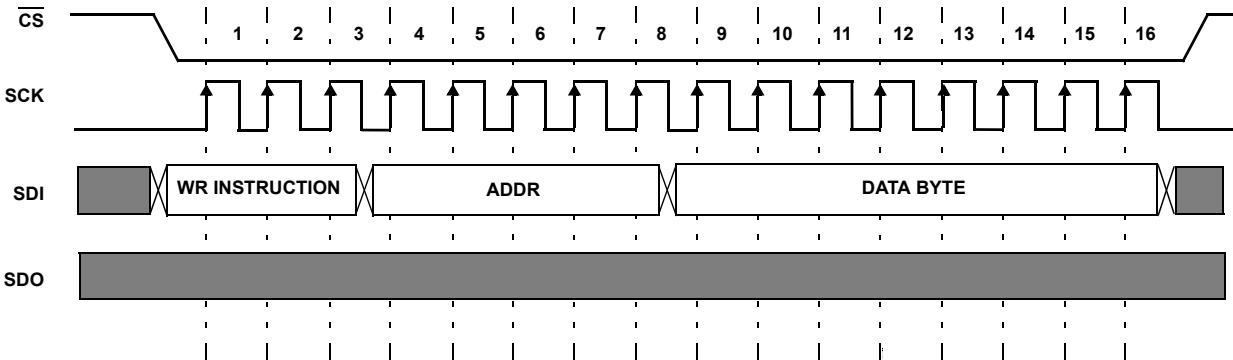 CS
1 2 3 4 5 6 7 8 9 10 11 12 13 14 15 16
SCK
SDI WR INSTRUCTION ADDR DATA BYTE
SDO